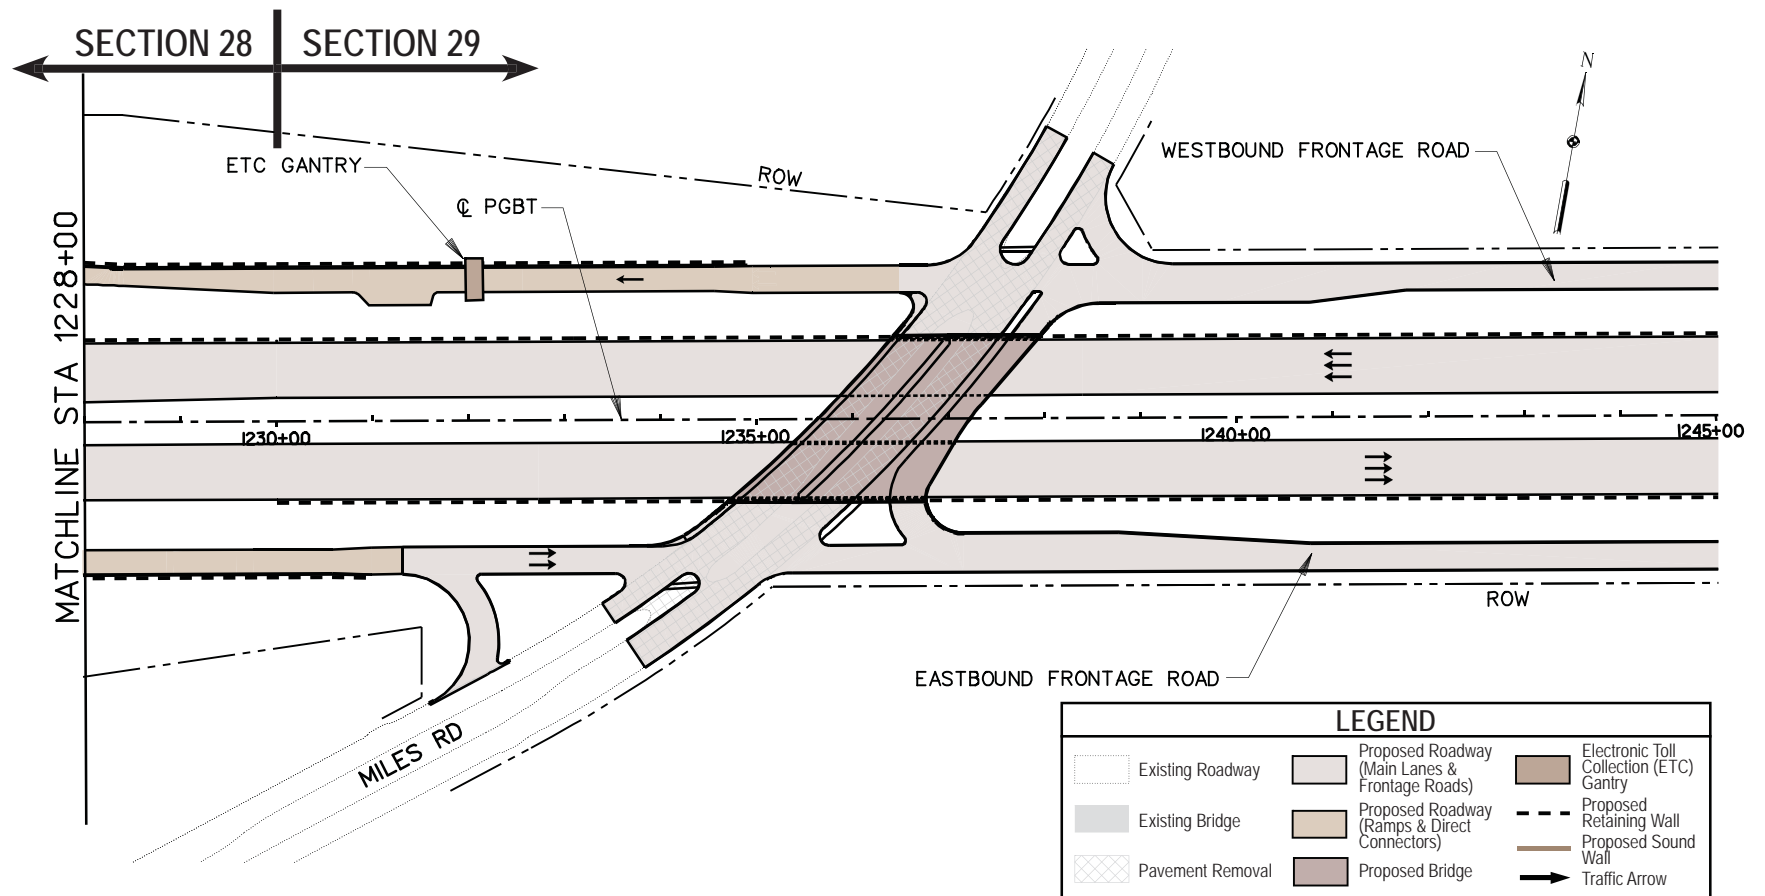 SECTION 28
SECTION 29
N
ETC GANTRY
ROW
WESTBOUND FRONTAGE ROAD
℄ PGBT
MATCHLINE STA 1228+00
1230+00
1235+00
1240+00
1245+00
ROW
EASTBOUND FRONTAGE ROAD
MILES RD
LEGEND
Existing Roadway
Existing Bridge
Pavement Removal
Proposed Roadway
(Main Lanes &
Frontage Roads)
Proposed Roadway
(Ramps & Direct
Connectors)
Proposed Bridge
Electronic Toll
Collection (ETC)
Gantry
Proposed
Retaining Wall
Proposed Sound
Wall
Traffic Arrow